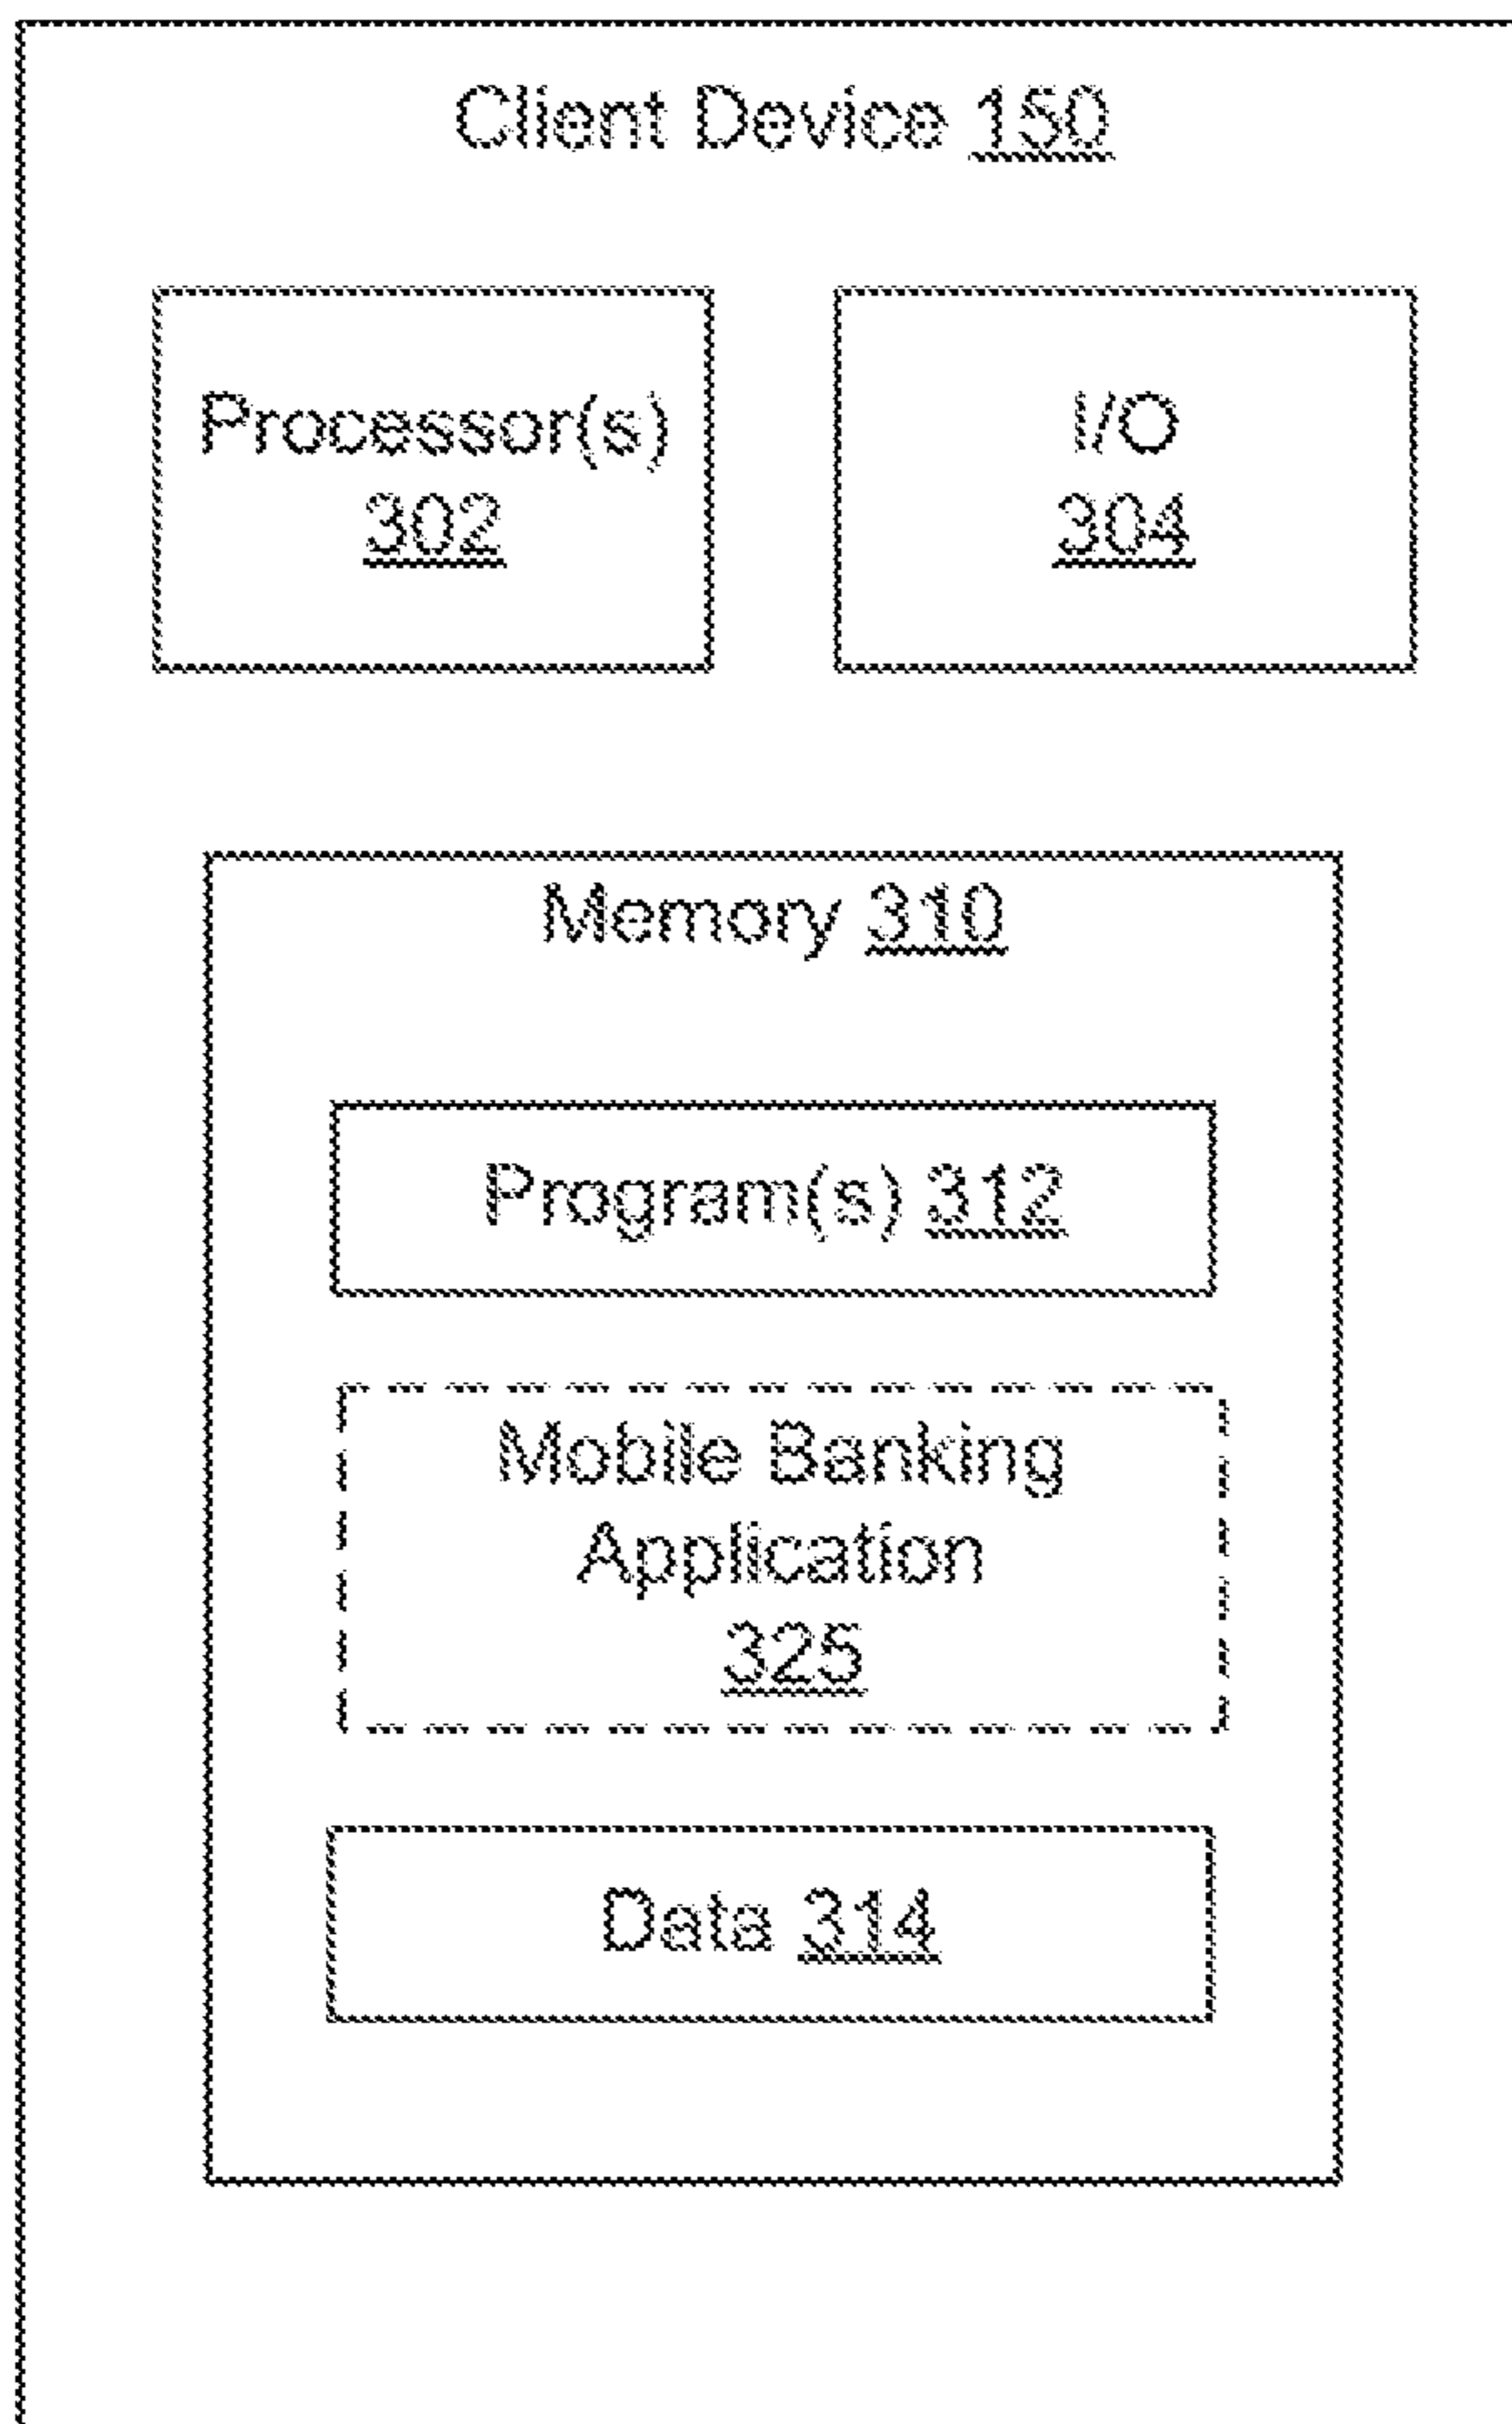 Client Device 150
Processor(s)
302
I/O
304
Memory 310
Program(s) 312
Mobile Banking
Application
325
Data 314